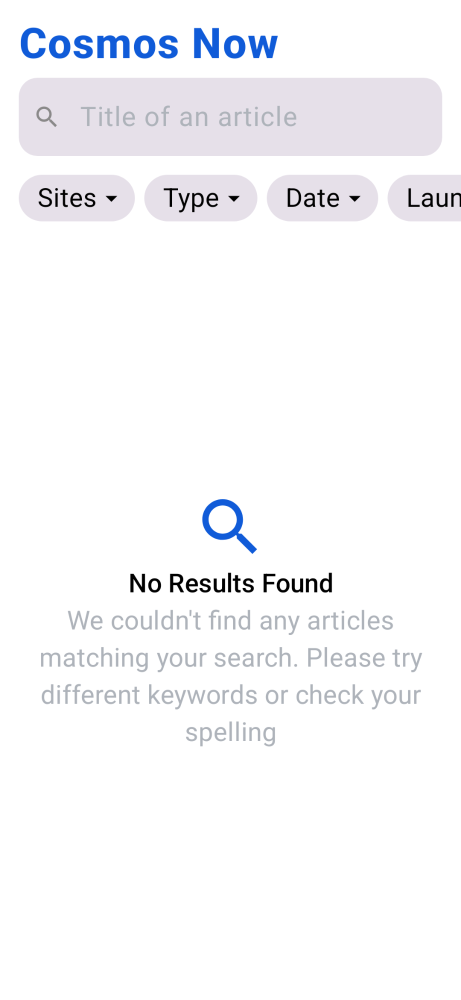 Cosmos Now
Title of an article
Sites Type Date Laun
No Results Found
We couldn't find any articles
matching your search. Please try
different keywords or check your
spelling